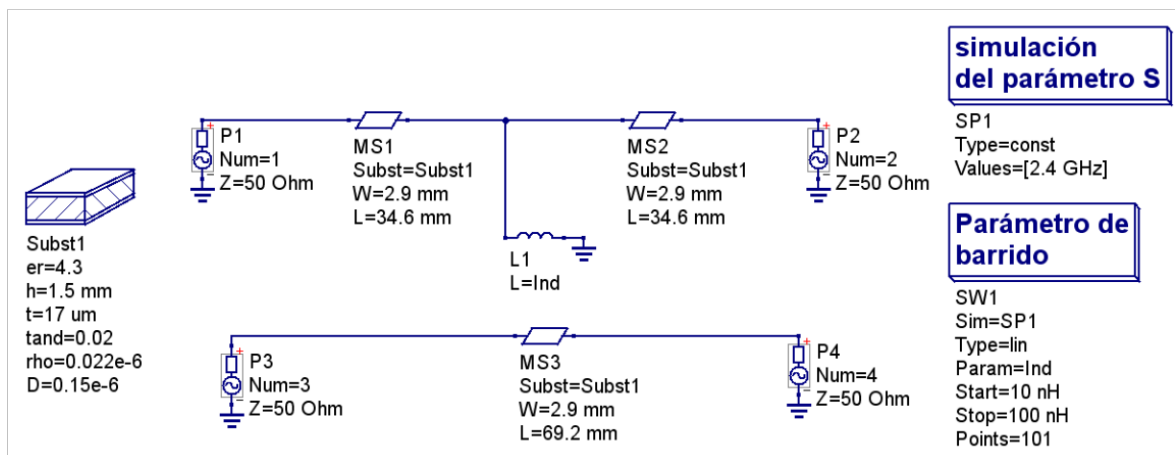 simulación
del parámetro S
SP1
Type=const
Values=[2.4 GHz]
P1
Num=1
Z=50 Ohm
MS1
Subst=Subst1
W=2.9 mm
L=34.6 mm
MS2
Subst=Subst1
W=2.9 mm
L=34.6 mm
P2
Num=2
Z=50 Ohm
Subst1
er=4.3
h=1.5 mm
t=17 um
tand=0.02
rho=0.022e-6
D=0.15e-6
L1
L=Ind
Parámetro de
barrido
SW1
Sim=SP1
Type=lin
Param=Ind
Start=10 nH
Stop=100 nH
Points=101
P3
Num=3
Z=50 Ohm
MS3
Subst=Subst1
W=2.9 mm
L=69.2 mm
P4
Num=4
Z=50 Ohm